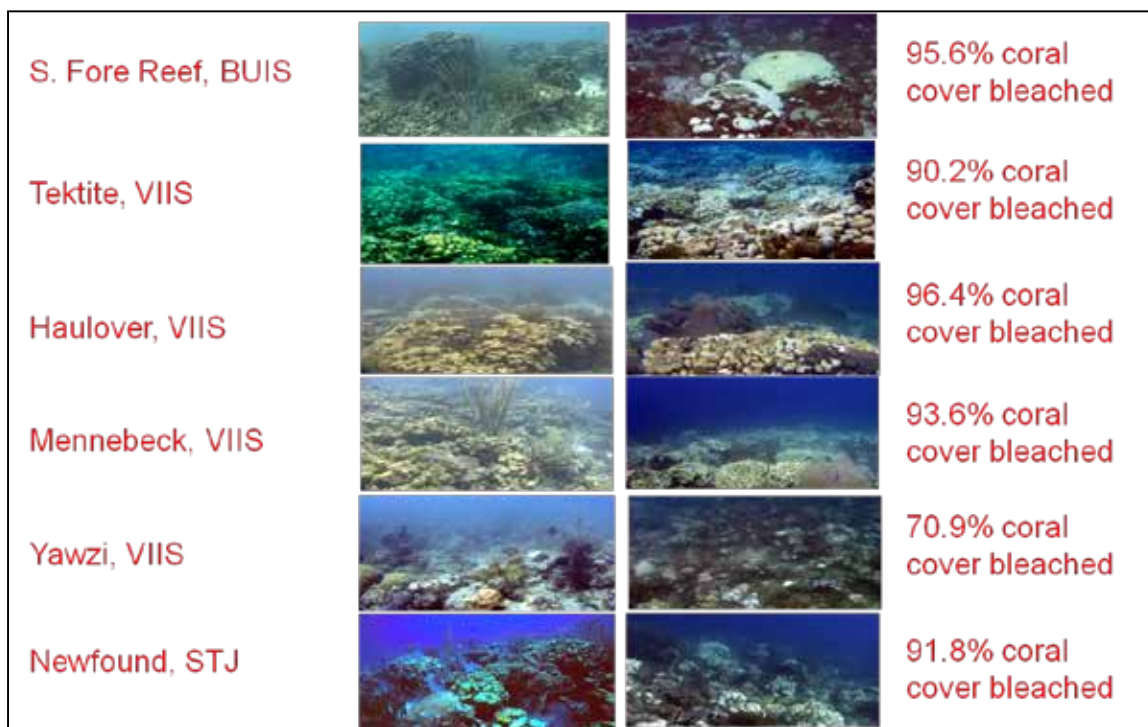 S. Fore Reef, BUIS
95.6% coral
cover bleached
Tektite, VIIS
90.2% coral
cover bleached
Haulover, VIIS
96.4% coral
cover bleached
Mennebeck, VIIS
93.6% coral
cover bleached
Yawzi, VIIS
70.9% coral
cover bleached
Newfound, STJ
91.8% coral
cover bleached